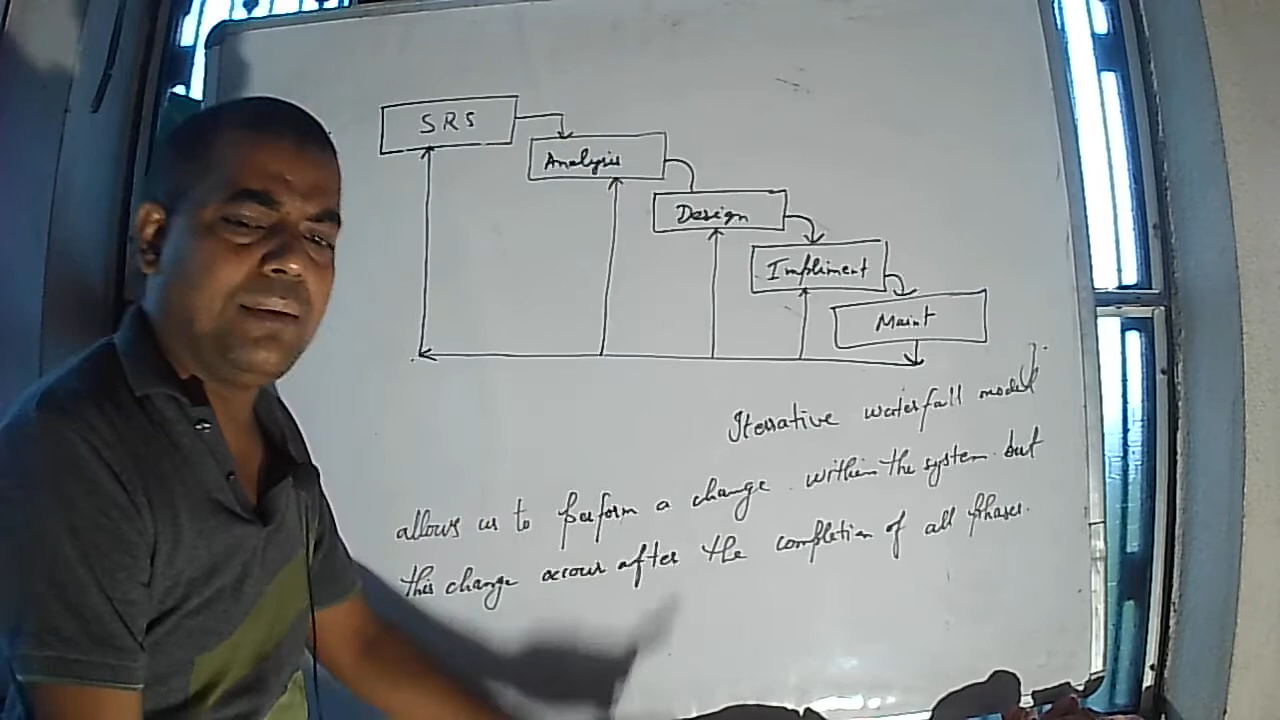 SRS
Analysis
Design
Impliment
Maint
Iterative waterfall model
allows us to perform a change within the system but
this change occour after the completion of all phases.